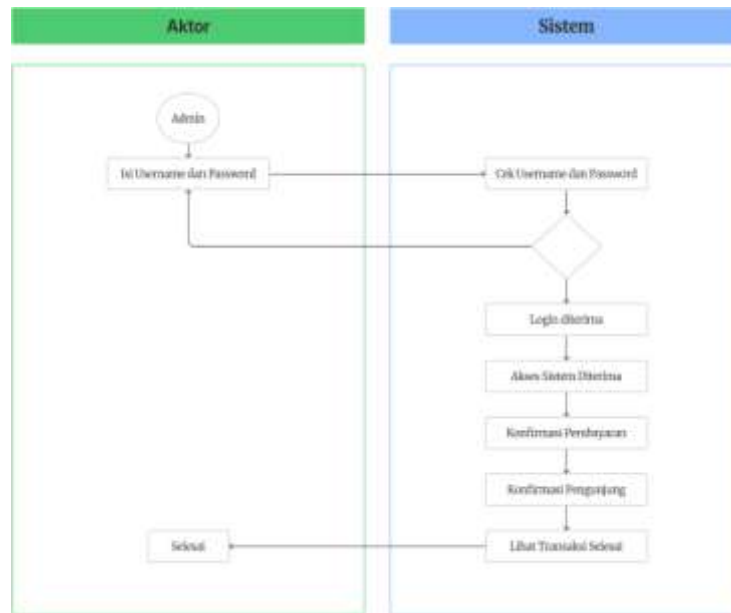 Aktor
Sistem
Admin
Isi Username dan Password
Cek Username dan Password
Login diterima
Akses Sistem Diterima
Konfirmasi Pembayaran
Konfirmasi Pengunjung
Selesai
Lihat Transaksi Selesai